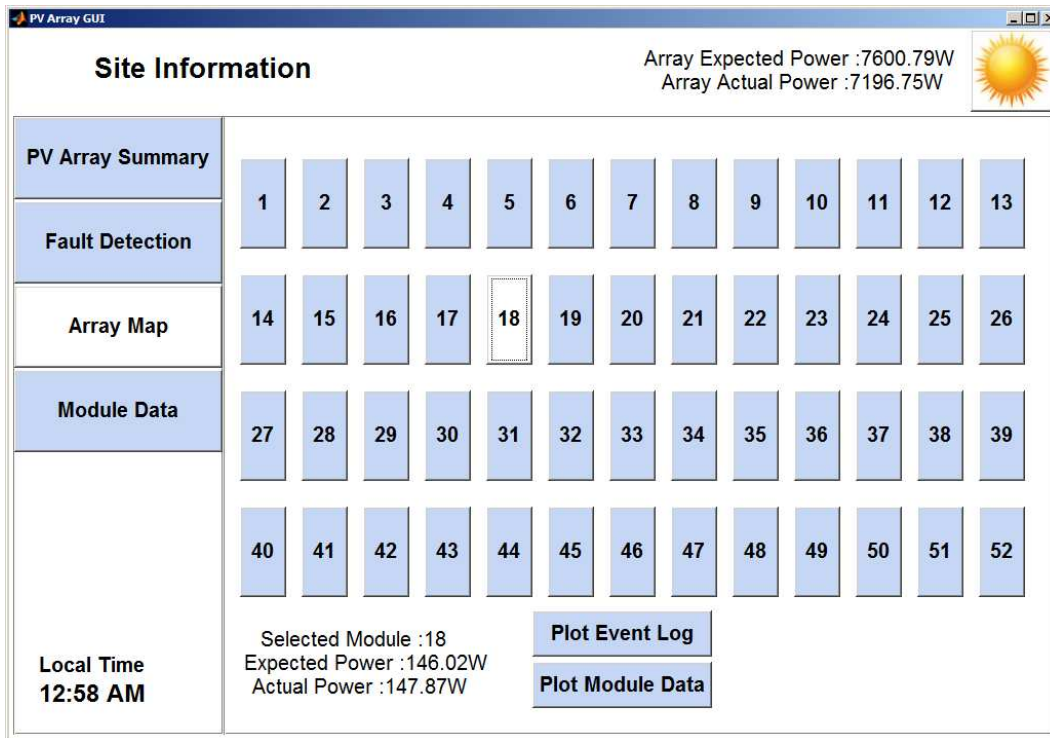 PV Array GUI
Site Information
Array Expected Power :7600.79W
Array Actual Power :7196.75W
PV Array Summary
Fault Detection
Array Map
Module Data
1 2 3 4 5 6 7 8 9 10 11 12 13
14 15 16 17 18 19 20 21 22 23 24 25 26
27 28 29 30 31 32 33 34 35 36 37 38 39
40 41 42 43 44 45 46 47 48 49 50 51 52
Selected Module :18
Expected Power :146.02W
Actual Power :147.87W
Plot Event Log
Plot Module Data
Local Time
12:58 AM